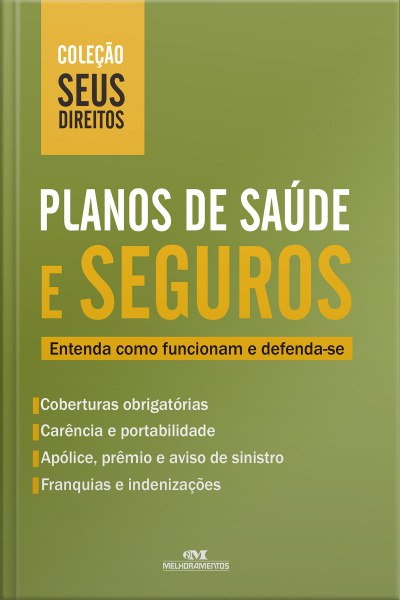 COLEÇÃO
SEUS
DIREITOS
PLANOS DE SAÚDE
E SEGUROS
Entenda como funcionam e defenda-se
Coberturas obrigatórias
Carência e portabilidade
Apólice, prêmio e aviso de sinistro
Franquias e indenizações
MELHORAMENTOS